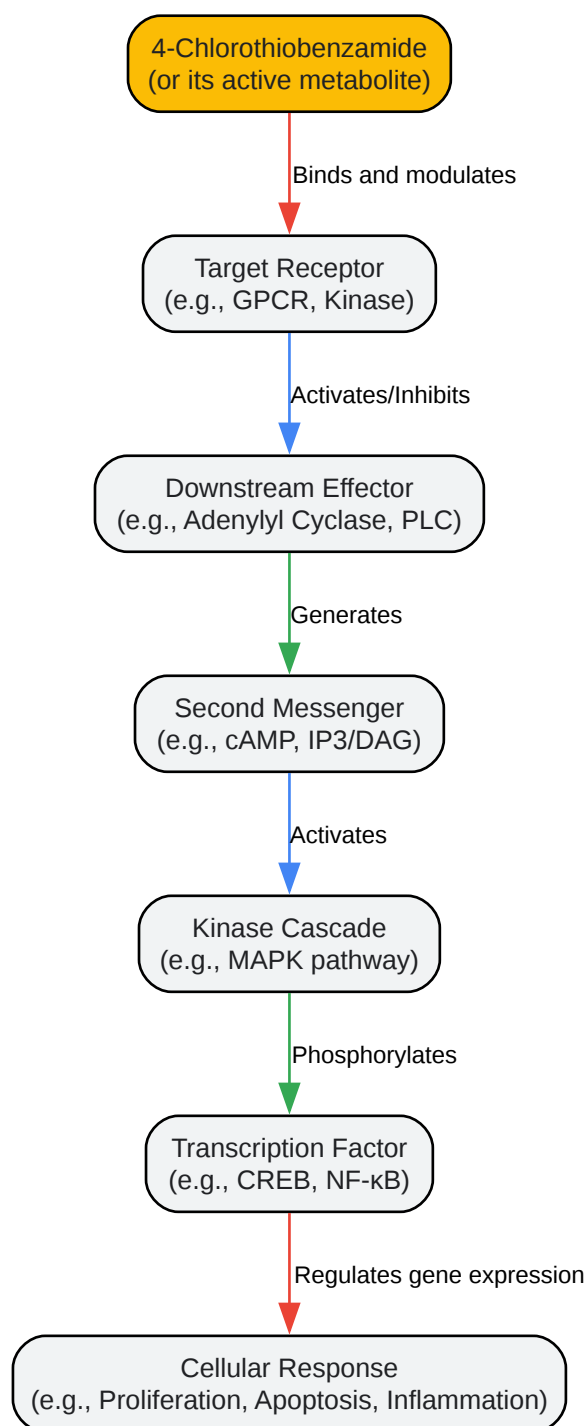 4-Chlorothiobenzamide
(or its active metabolite)
Binds and modulates
Target Receptor
(e.g., GPCR, Kinase)
Activates/Inhibits
Downstream Effector
(e.g., Adenylyl Cyclase, PLC)
Generates
Second Messenger
(e.g., cAMP, IP3/DAG)
Activates
Kinase Cascade
(e.g., MAPK pathway)
Phosphorylates
Transcription Factor
(e.g., CREB, NF-κB)
Regulates gene expression
Cellular Response
(e.g., Proliferation, Apoptosis, Inflammation)